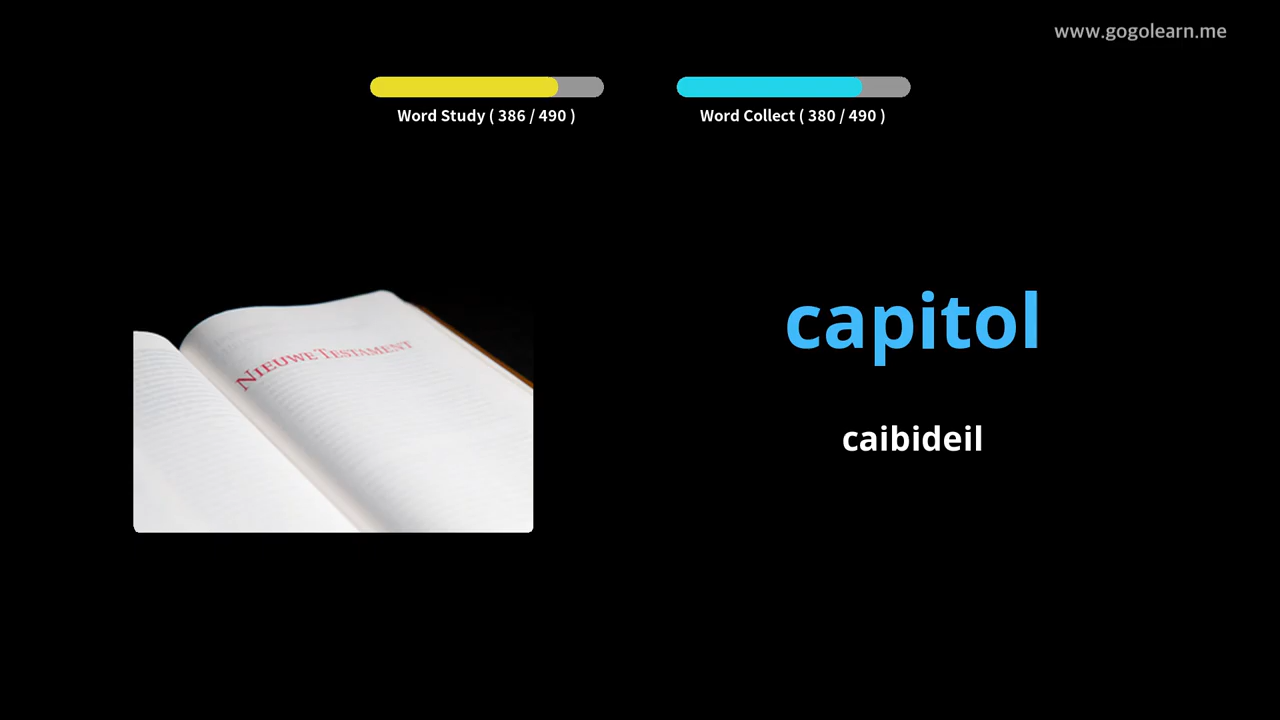 www.gogolearn.me
Word Study ( 386 / 490 )
Word Collect ( 380 / 490 )
NIEUWE TESTAMENT
capitol
caibideil